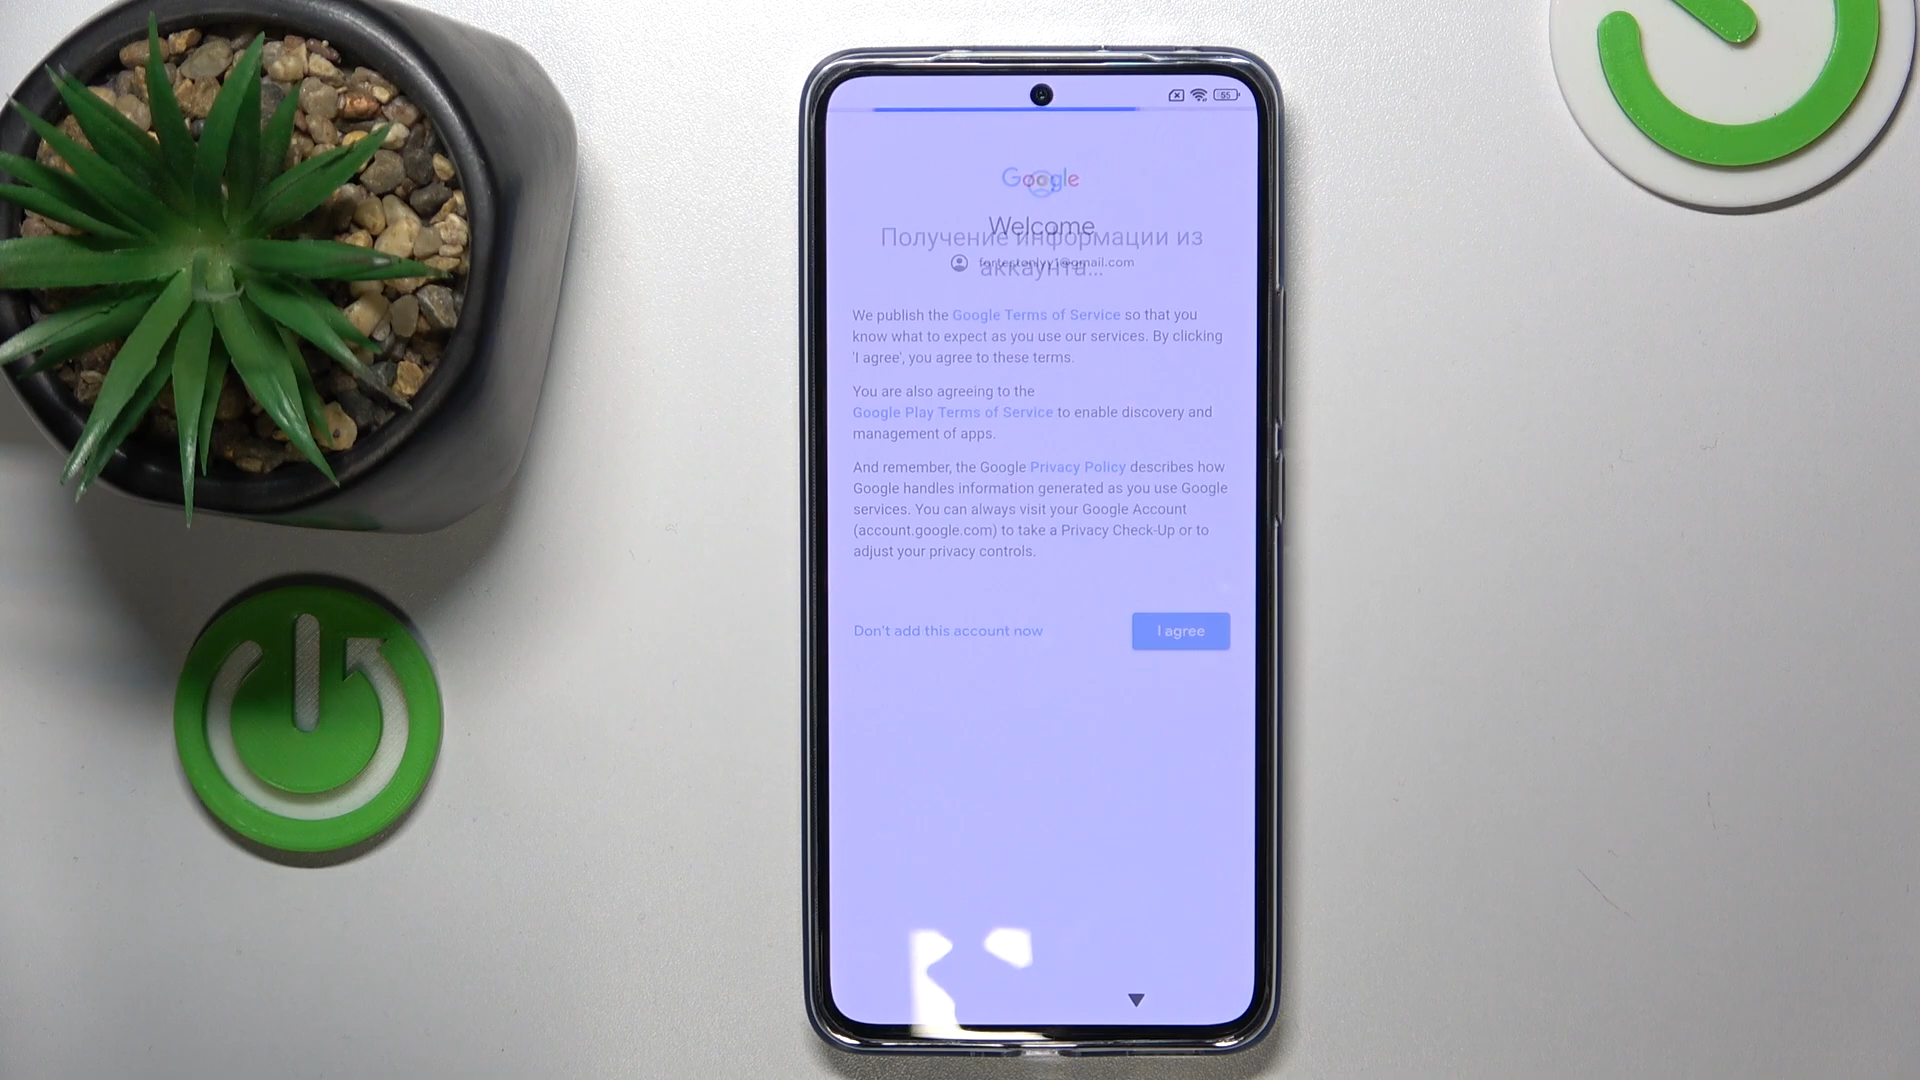 55
Google
Welcome
Получение информации из
аккаунта...
fortestonlyy1@gmail.com
We publish the Google Terms of Service so that you
know what to expect as you use our services. By clicking
'I agree', you agree to these terms.
You are also agreeing to the
Google Play Terms of Service to enable discovery and
management of apps.
And remember, the Google Privacy Policy describes how
Google handles information generated as you use Google
services. You can always visit your Google Account
(account.google.com) to take a Privacy Check-Up or to
adjust your privacy controls.
Don't add this account now
I agree